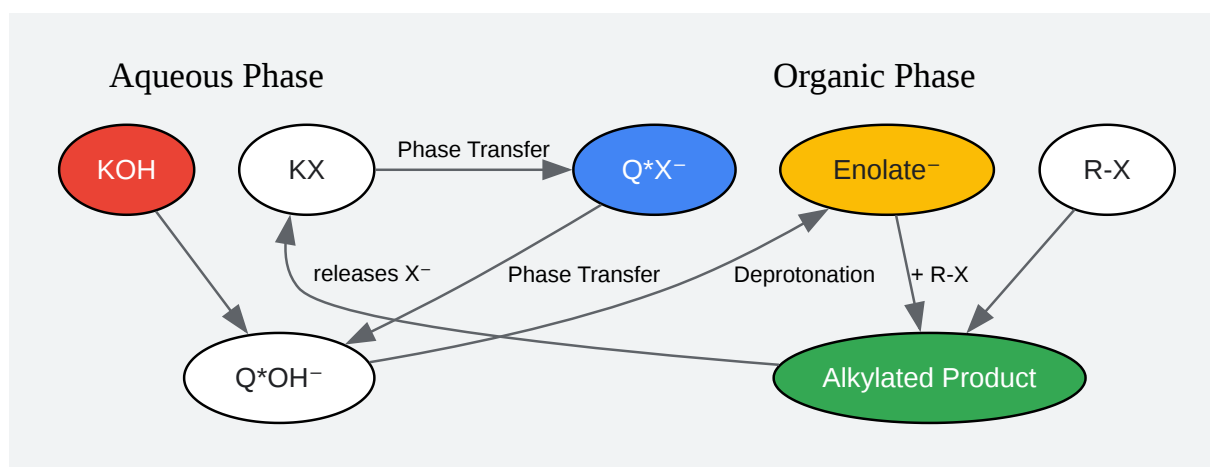 Aqueous Phase
Organic Phase
KOH
KX
Phase Transfer
Q*X⁻
Enolate⁻
R-X
releases X⁻
Phase Transfer
Deprotonation
+ R-X
Q*OH⁻
Alkylated Product